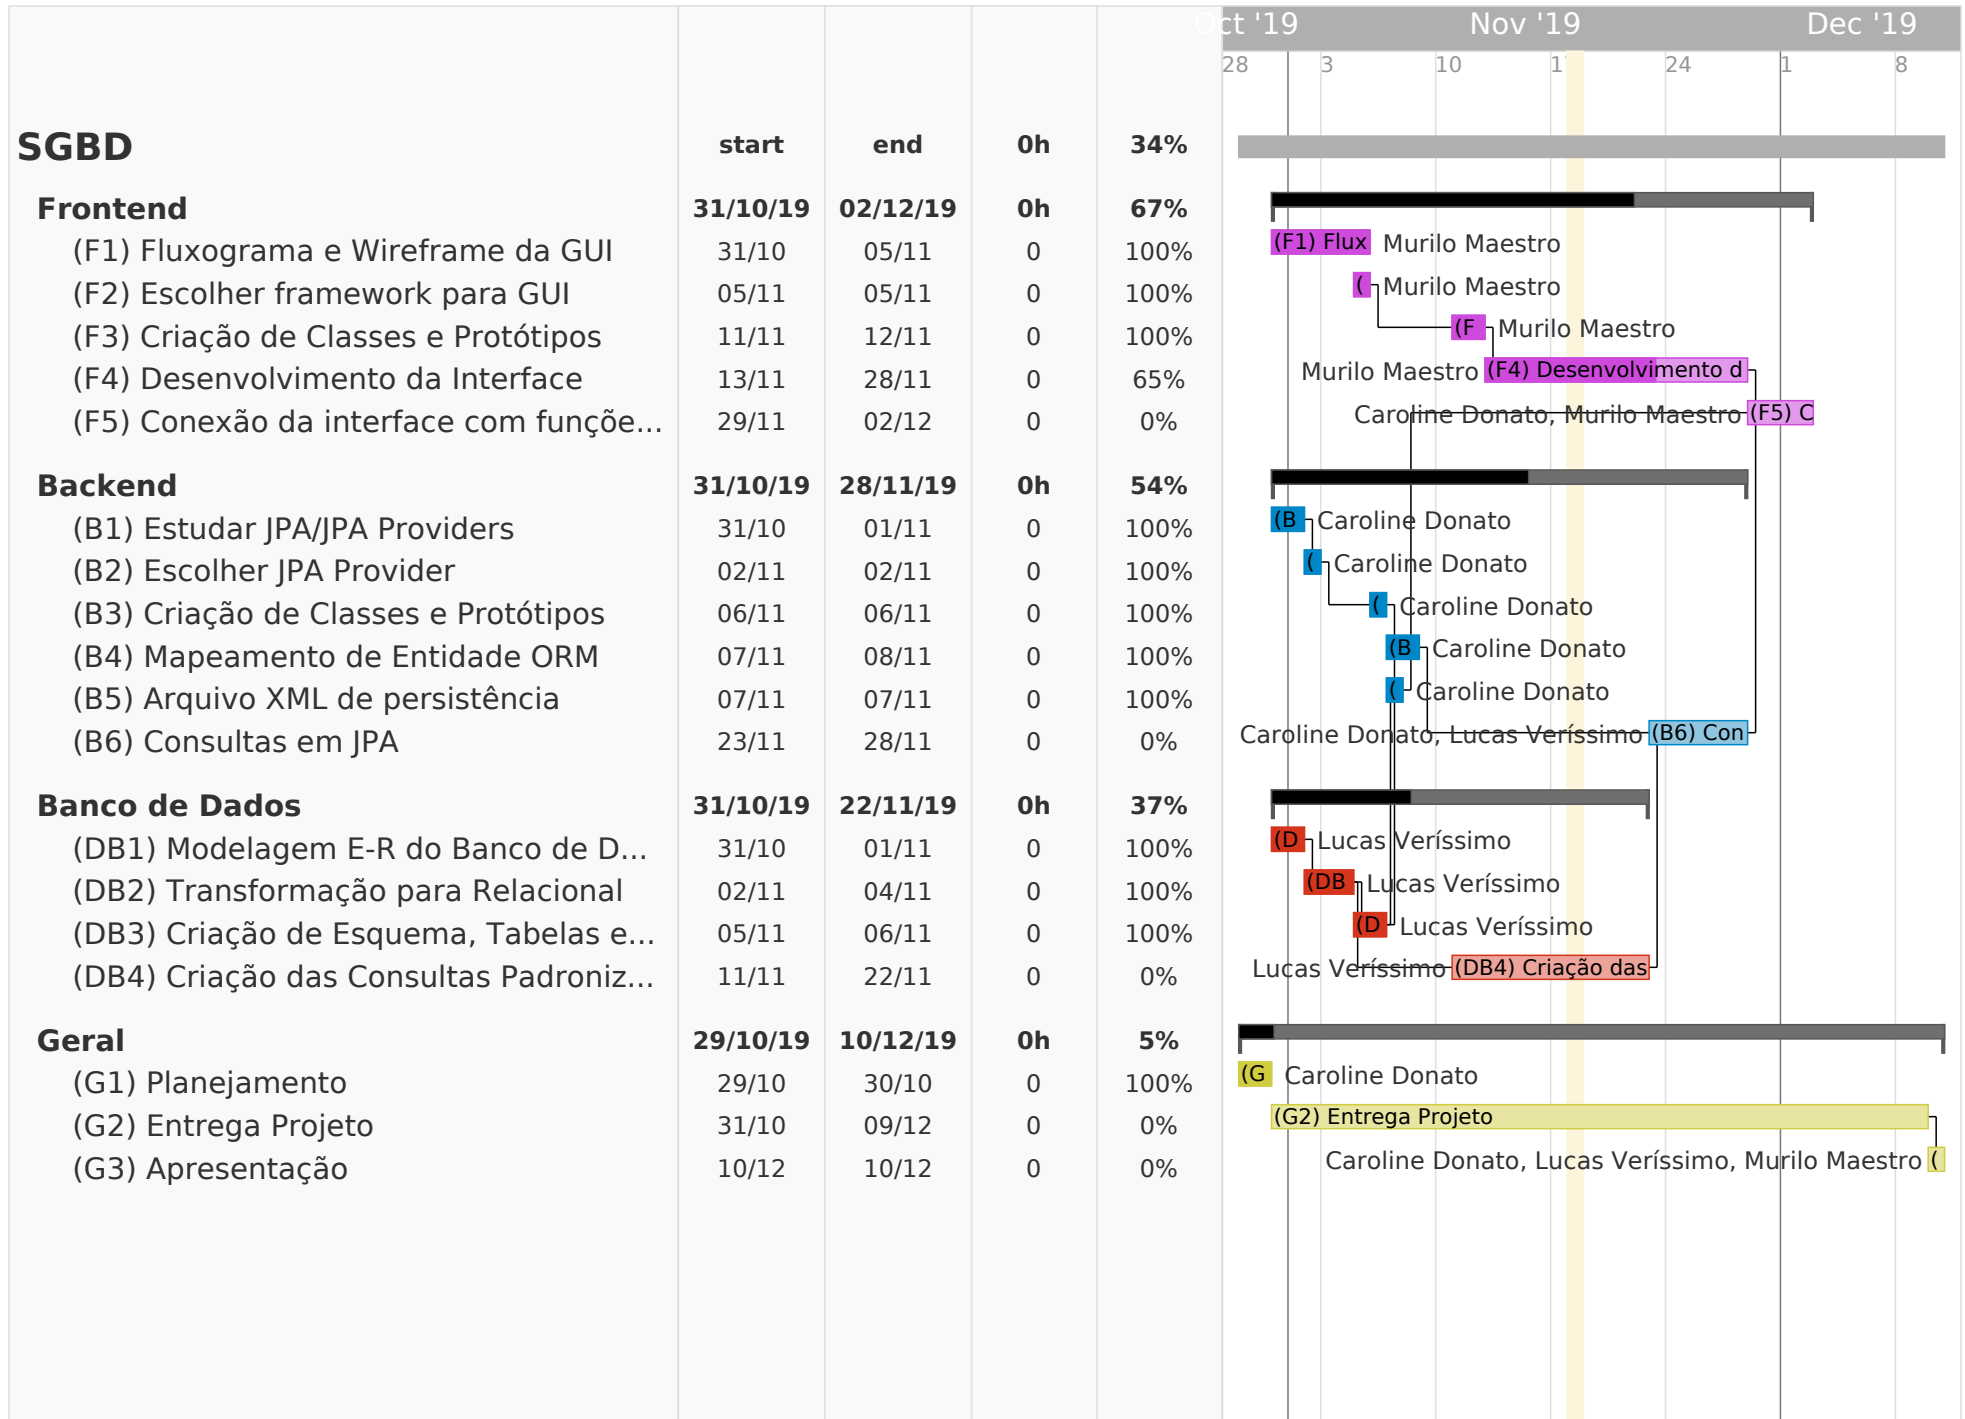 Oct '19 Nov '19 Dec '19
28 3 10 1 24 1 8
SGBD start end 0h 34%
Frontend 31/10/19 02/12/19 0h 67%
(F1) Fluxograma e Wireframe da GUI 31/10 05/11 0 100% (F1) Flux Murilo Maestro
(F2) Escolher framework para GUI 05/11 05/11 0 100% ( Murilo Maestro
(F3) Criação de Classes e Protótipos 11/11 12/11 0 100% (F Murilo Maestro
(F4) Desenvolvimento da Interface 13/11 28/11 0 65% Murilo Maestro (F4) Desenvolvimento d
(F5) Conexão da interface com funçõe... 29/11 02/12 0 0% Caroline Donato, Murilo Maestro (F5) C
Backend 31/10/19 28/11/19 0h 54%
(B1) Estudar JPA/JPA Providers 31/10 01/11 0 100% (B Caroline Donato
(B2) Escolher JPA Provider 02/11 02/11 0 100% ( Caroline Donato
(B3) Criação de Classes e Protótipos 06/11 06/11 0 100% ( Caroline Donato
(B4) Mapeamento de Entidade ORM 07/11 08/11 0 100% (B Caroline Donato
(B5) Arquivo XML de persistência 07/11 07/11 0 100% ( Caroline Donato
(B6) Consultas em JPA 23/11 28/11 0 0% Caroline Donato, Lucas Veríssimo (B6) Con
Banco de Dados 31/10/19 22/11/19 0h 37%
(DB1) Modelagem E-R do Banco de D... 31/10 01/11 0 100% (D Lucas Veríssimo
(DB2) Transformação para Relacional 02/11 04/11 0 100% (DB Lucas Veríssimo
(DB3) Criação de Esquema, Tabelas e... 05/11 06/11 0 100% (D Lucas Veríssimo
(DB4) Criação das Consultas Padroniz... 11/11 22/11 0 0% Lucas Veríssimo (DB4) Criação das
Geral 29/10/19 10/12/19 0h 5%
(G1) Planejamento 29/10 30/10 0 100% (G Caroline Donato
(G2) Entrega Projeto 31/10 09/12 0 0% (G2) Entrega Projeto
(G3) Apresentação 10/12 10/12 0 0% Caroline Donato, Lucas Veríssimo, Murilo Maestro (